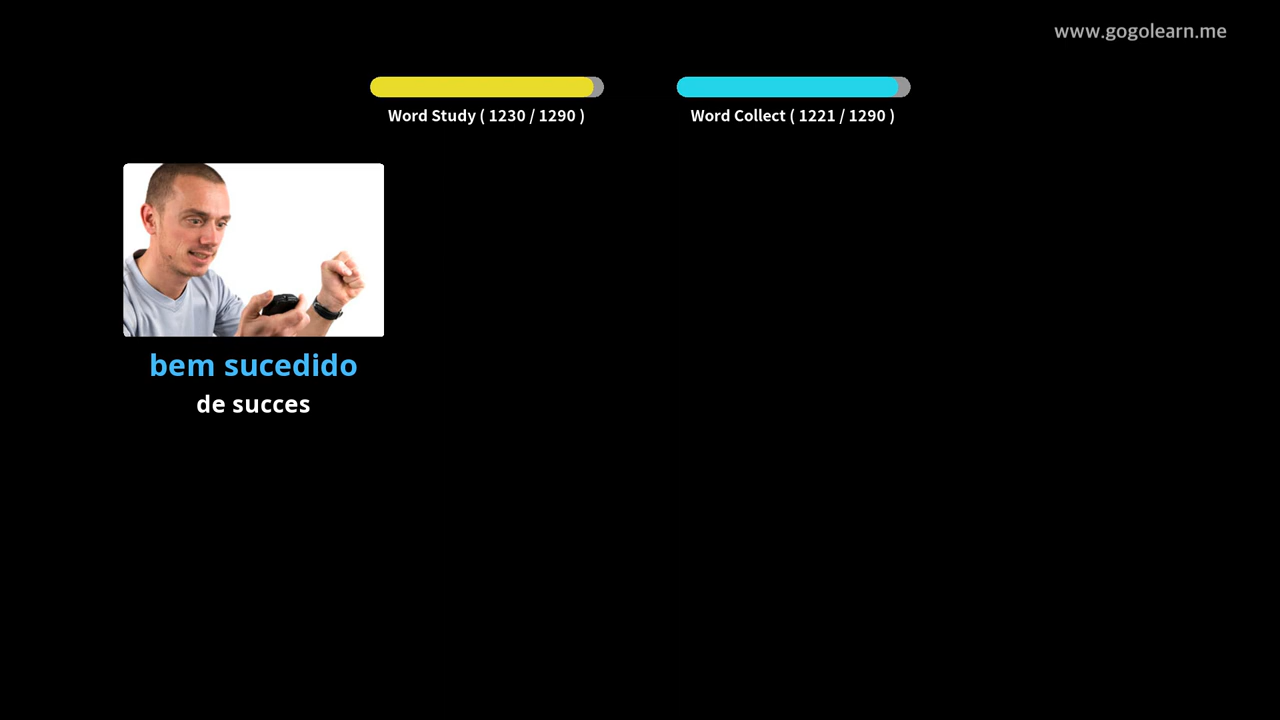 www.gogolearn.me
Word Study ( 1230 / 1290 )
Word Collect ( 1221 / 1290 )
bem sucedido
de succes